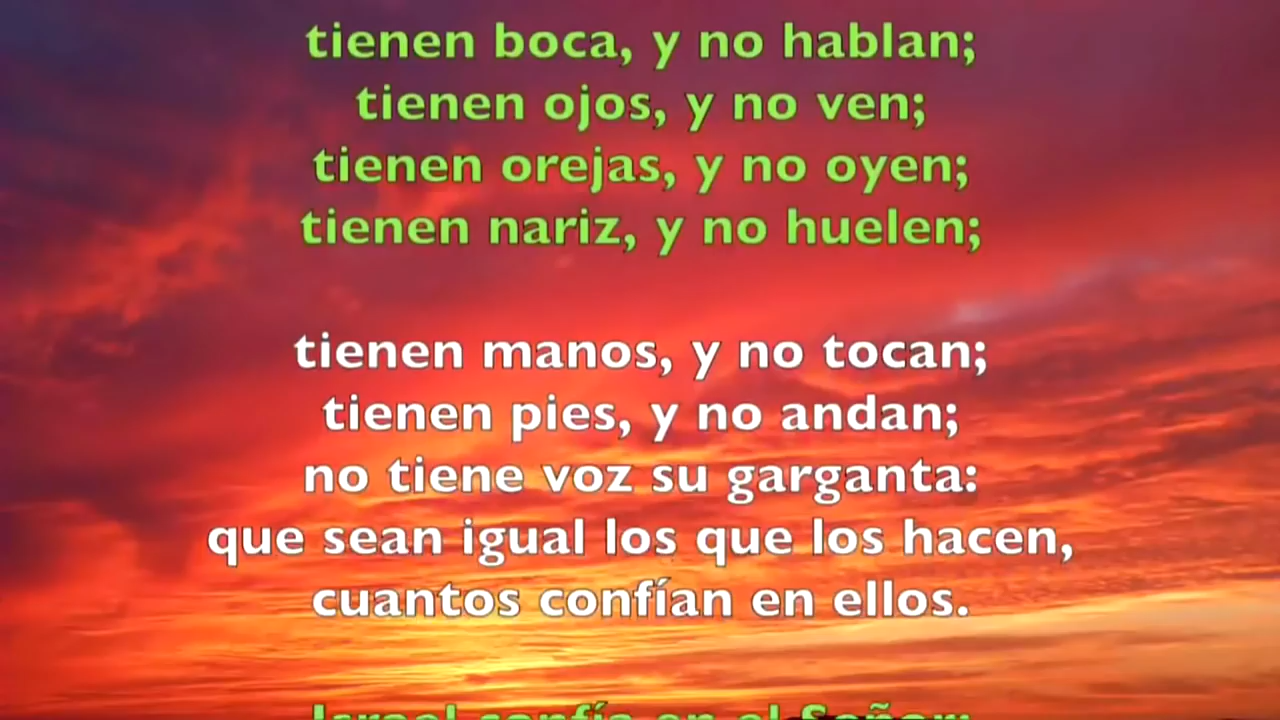 tienen boca, y no hablan;
tienen ojos, y no ven;
tienen orejas, y no oyen;
tienen nariz, y no huelen;
tienen manos, y no tocan;
tienen pies, y no andan;
no tiene voz su garganta:
que sean igual los que los hacen,
cuantos confían en ellos.
Israel confía en el Señor: